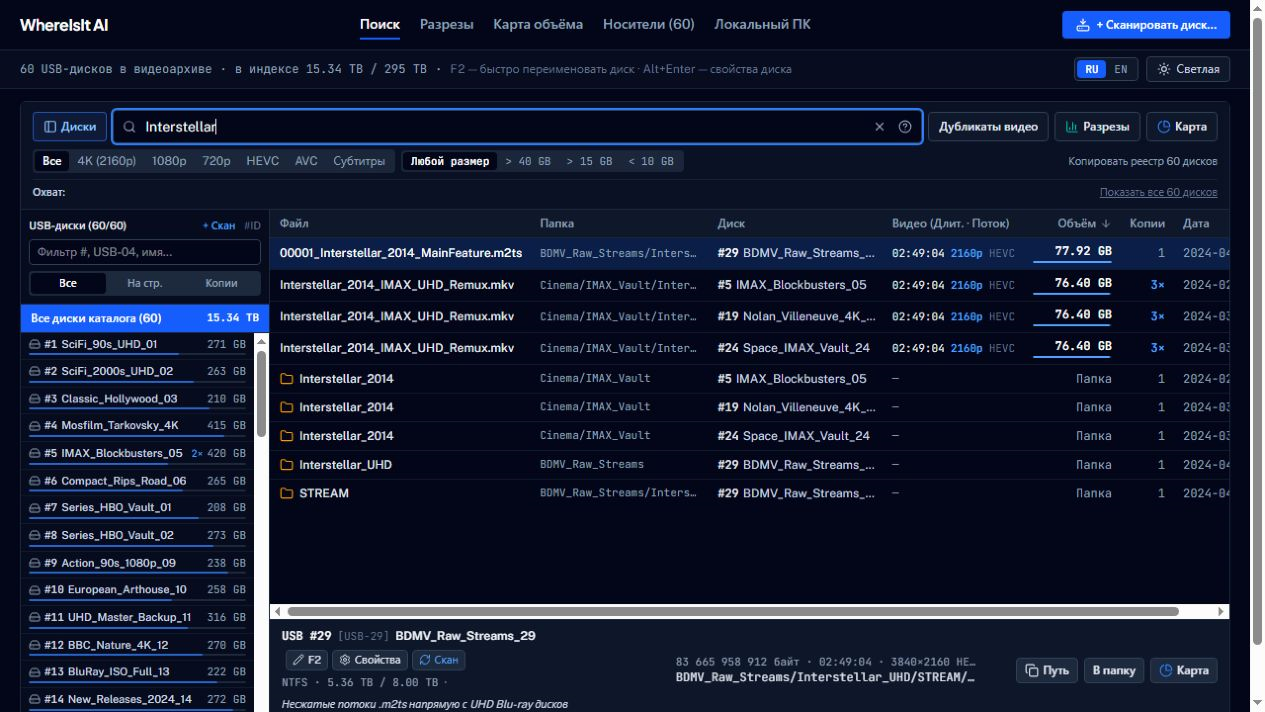 WhereIsIt AI
Поиск Разрезы Карта объёма Носители (60) Локальный ПК
+ Сканировать диск...
60 USB-дисков в видеоархиве · в индексе 15.34 TB / 295 TB · F2 — быстро переименовать диск · Alt+Enter — свойства диска
RU EN Светлая
Диски Interstellar Дубликаты видео Разрезы Карта
Все 4K (2160p) 1080p 720p HEVC AVC Субтитры Любой размер > 40 GB > 15 GB < 10 GB Копировать реестр 60 дисков
Охват: Показать все 60 дисков
USB-диски (60/60) + Скан #ID
Фильтр #, USB-04, имя...
Все На стр. Копии
Все диски каталога (60) 15.34 TB
#1 SciFi_90s_UHD_01 271 GB
#2 SciFi_2000s_UHD_02 263 GB
#3 Classic_Hollywood_03 210 GB
#4 Mosfilm_Tarkovsky_4K 415 GB
#5 IMAX_Blockbusters_05 2× 420 GB
#6 Compact_Rips_Road_06 265 GB
#7 Series_HBO_Vault_01 208 GB
#8 Series_HBO_Vault_02 273 GB
#9 Action_90s_1080p_09 238 GB
#10 European_Arthouse_10 258 GB
#11 UHD_Master_Backup_11 316 GB
#12 BBC_Nature_4K_12 270 GB
#13 BluRay_ISO_Full_13 222 GB
#14 New_Releases_2024_14 272 GB
Файл Папка Диск Видео (Длит. · Поток) Объём ↓ Копии Дата
00001_Interstellar_2014_MainFeature.m2ts BDMV_Raw_Streams/Inters… #29 BDMV_Raw_Streams_... 02:49:04 2160p HEVC 77.92 GB 1 2024-04
Interstellar_2014_IMAX_UHD_Remux.mkv Cinema/IMAX_Vault/Inter… #5 IMAX_Blockbusters_05 02:49:04 2160p HEVC 76.40 GB 3× 2024-02
Interstellar_2014_IMAX_UHD_Remux.mkv Cinema/IMAX_Vault/Inter… #19 Nolan_Villeneuve_4K_... 02:49:04 2160p HEVC 76.40 GB 3× 2024-03
Interstellar_2014_IMAX_UHD_Remux.mkv Cinema/IMAX_Vault/Inter… #24 Space_IMAX_Vault_24 02:49:04 2160p HEVC 76.40 GB 3× 2024-03
Interstellar_2014 Cinema/IMAX_Vault #5 IMAX_Blockbusters_05 — Папка 1 2024-02
Interstellar_2014 Cinema/IMAX_Vault #19 Nolan_Villeneuve_4K_... — Папка 1 2024-03
Interstellar_2014 Cinema/IMAX_Vault #24 Space_IMAX_Vault_24 — Папка 1 2024-03
Interstellar_UHD BDMV_Raw_Streams #29 BDMV_Raw_Streams_... — Папка 1 2024-04
STREAM BDMV_Raw_Streams/Inters… #29 BDMV_Raw_Streams_... — Папка 1 2024-04
USB #29 [USB-29] BDMV_Raw_Streams_29
F2 Свойства Скан
NTFS · 5.36 TB / 8.00 TB ·
Несжатые потоки .m2ts напрямую с UHD Blu-ray дисков
83 665 958 912 байт · 02:49:04 · 3840×2160 HE…
BDMV_Raw_Streams/Interstellar_UHD/STREAM/…
Путь В папку Карта